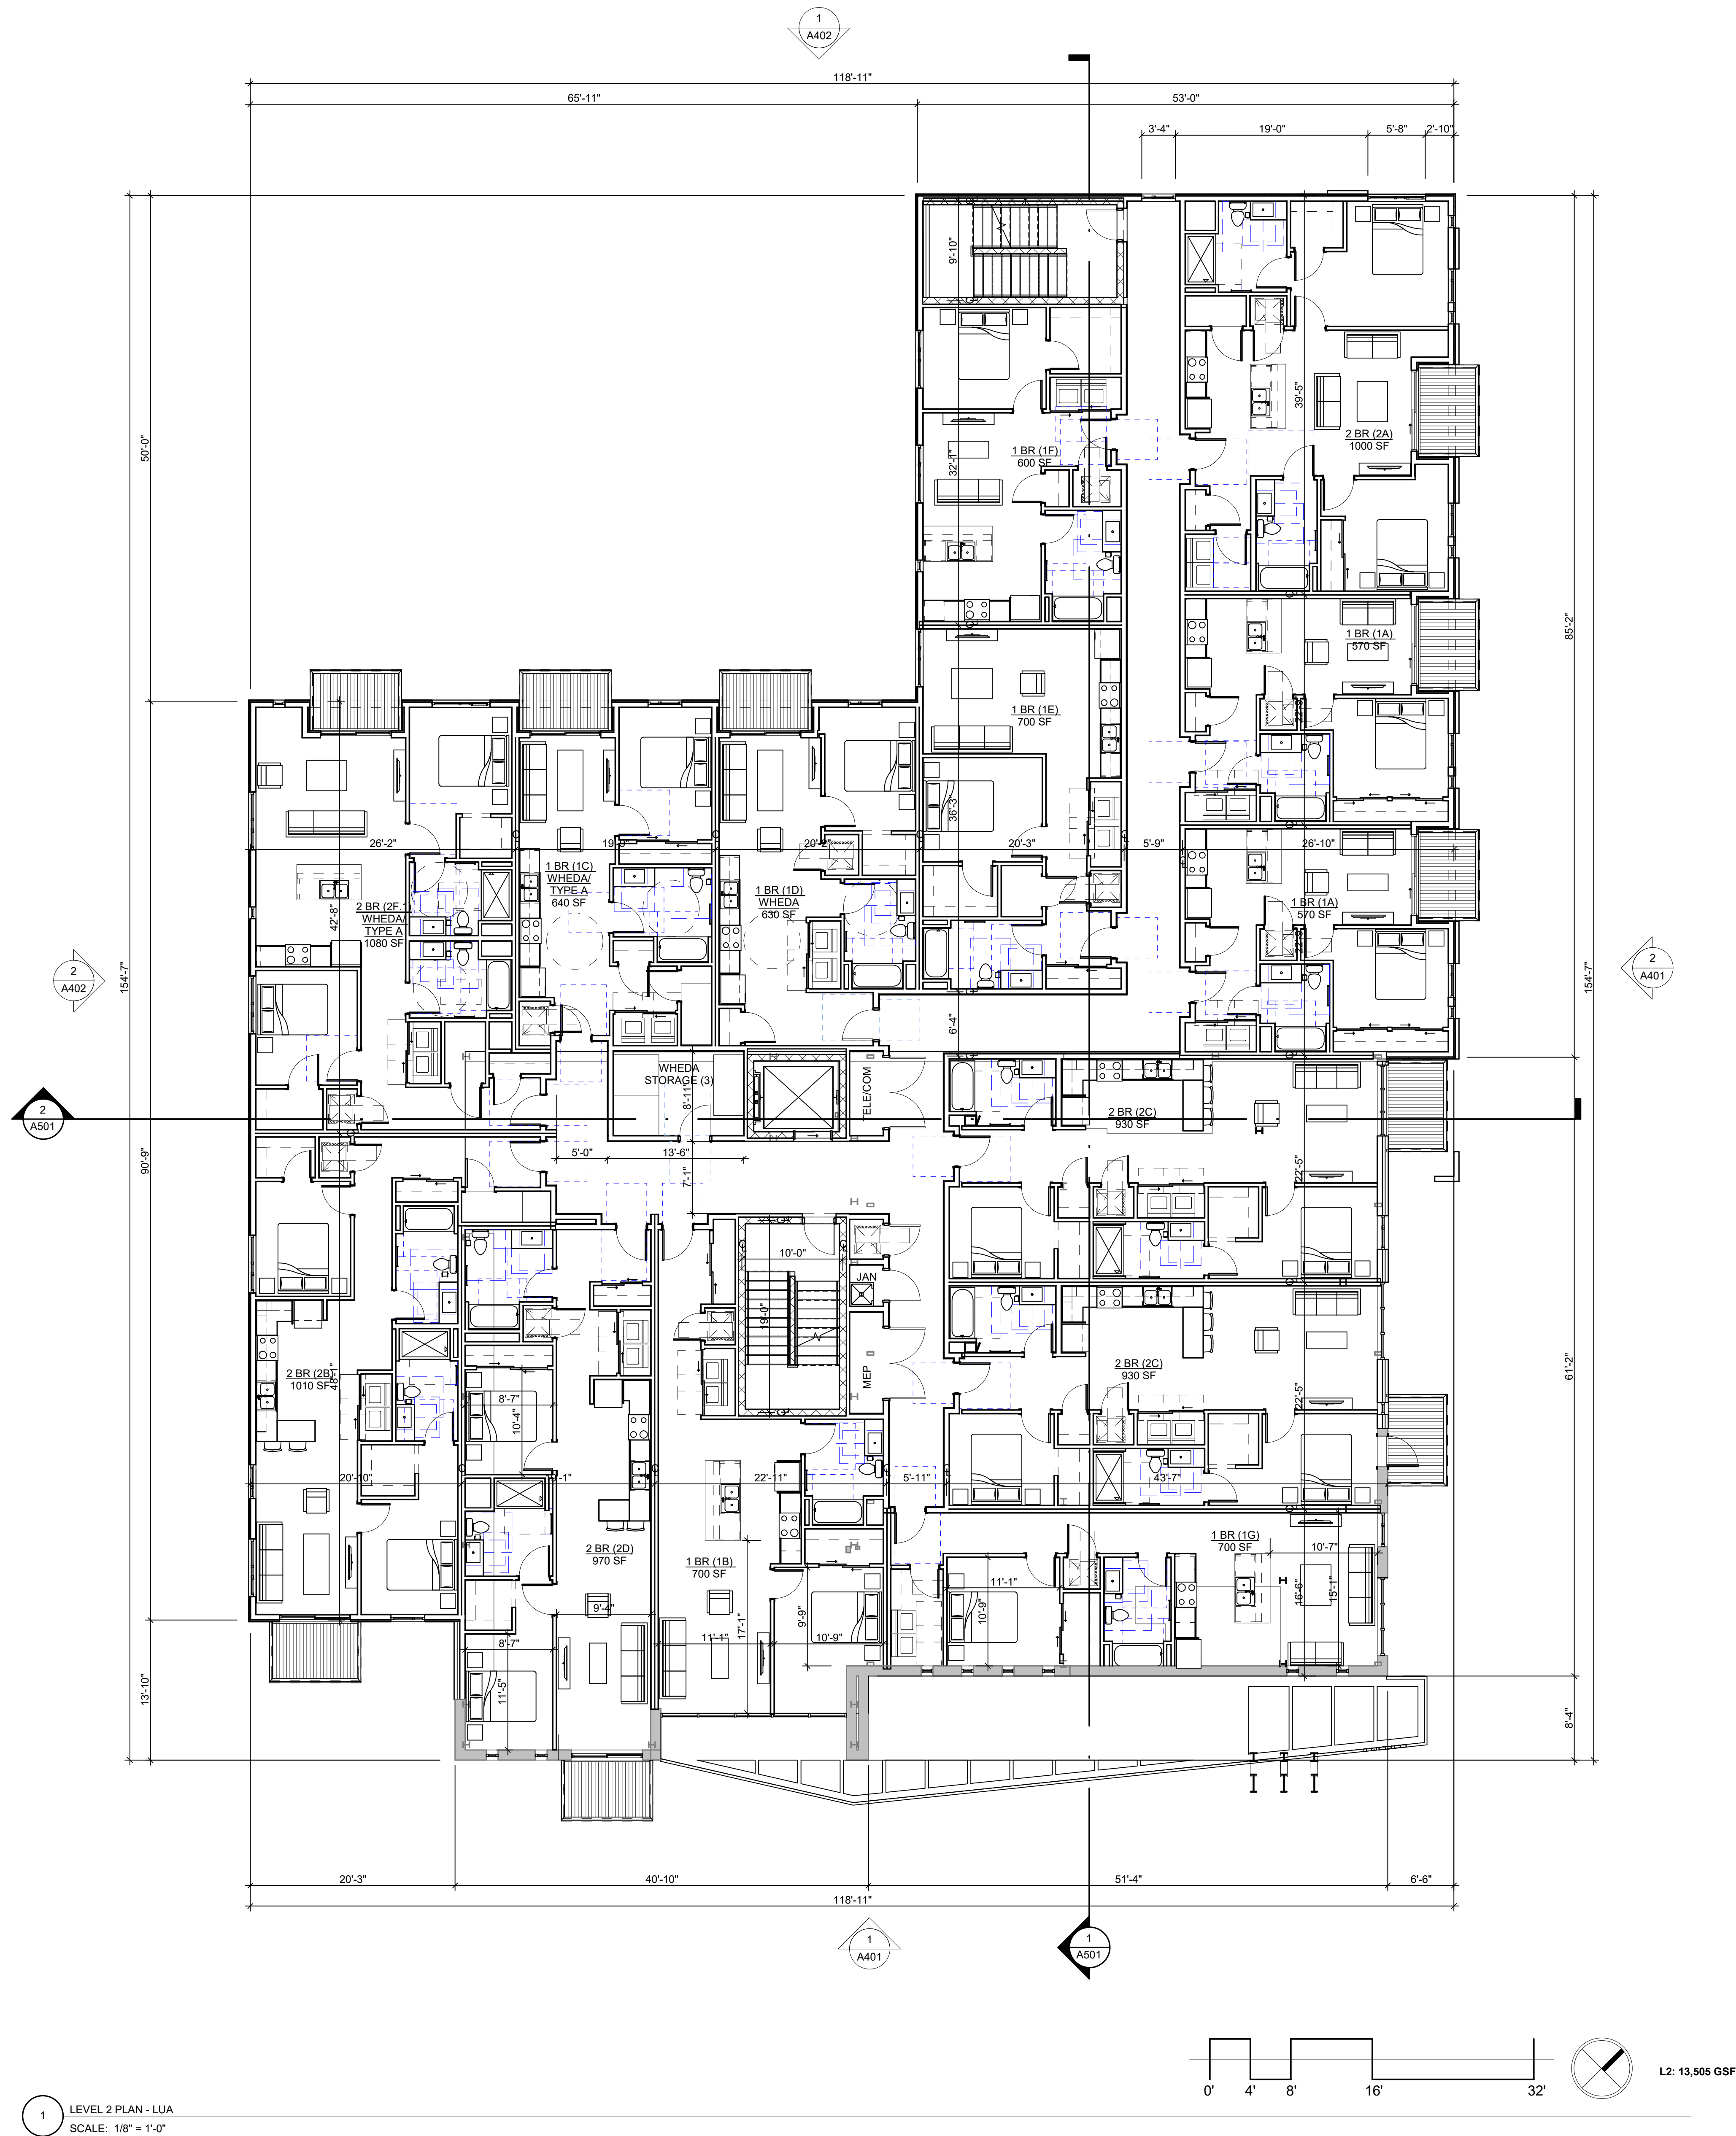 1
A402
118'-11"
65'-11"
53'-0"
3'-4"
19'-0"
5'-8"
2'-10"
9'-10"
50'-0"
39'-5"
2 BR (2A)
1000 SF
1 BR (1F)
600 SF
32'-1"
85'-2"
1 BR (1A)
570 SF
22'-9"
1 BR (1E)
700 SF
36'-3"
26'-2"
19'-9"
20'-3"
5'-9"
26'-10"
1 BR (1C)
WHEDA/
TYPE A
640 SF
1 BR (1D)
WHEDA
630 SF
2 BR (2F.1)
WHEDA/
TYPE A
1080 SF
42'-8"
1 BR (1A)
570 SF
22'-9"
2
A402
154'-7"
2
A401
154'-7"
6'-4"
WHEDA
STORAGE (3)
8'-11"
TELE/COM
2
A501
2 BR (2C)
930 SF
22'-5"
90'-9"
5'-0"
13'-6"
7'-1"
10'-0"
JAN
19'-0"
MEP
2 BR (2B)
1010 SF
48'-1"
8'-7"
10'-4"
2 BR (2C)
930 SF
22'-5"
61'-2"
20'-10"
22'-11"
5'-11"
43'-7"
2 BR (2D)
970 SF
1 BR (1B)
700 SF
1 BR (1G)
700 SF
10'-7"
11'-1"
10'-9"
16'-6"
15'-1"
9'-4"
9'-9"
17'-1"
8'-7"
11'-1"
10'-9"
11'-5"
13'-10"
8'-4"
20'-3"
40'-10"
51'-4"
6'-6"
118'-11"
1
A401
1
A501
0'
4'
8'
16'
32'
L2: 13,505 GSF
1
LEVEL 2 PLAN - LUA
SCALE: 1/8" = 1'-0"